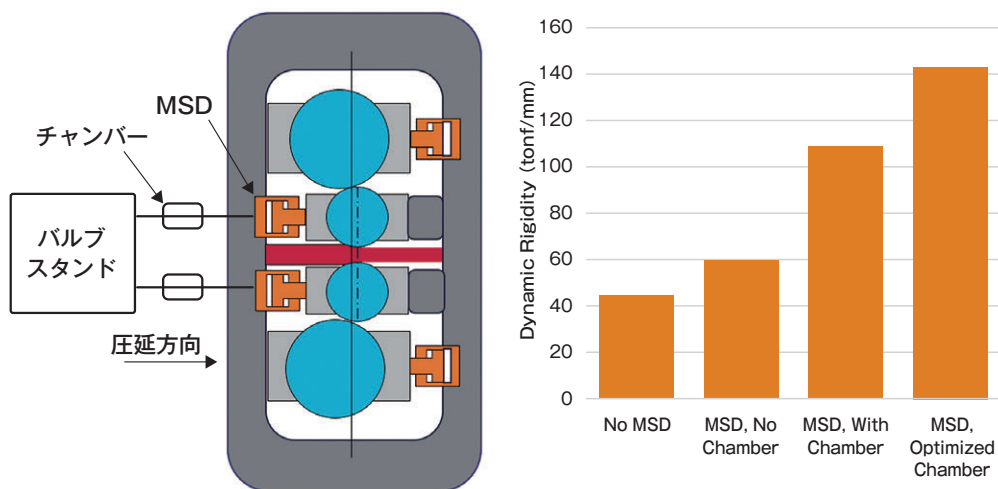 MSD
チャンバー
バルブ
スタンド
圧延方向
Dynamic Rigidity (tonf/mm)
160
140
120
100
80
60
40
20
0
No MSD
MSD, No
Chamber
MSD, With
Chamber
MSD,
Optimized
Chamber